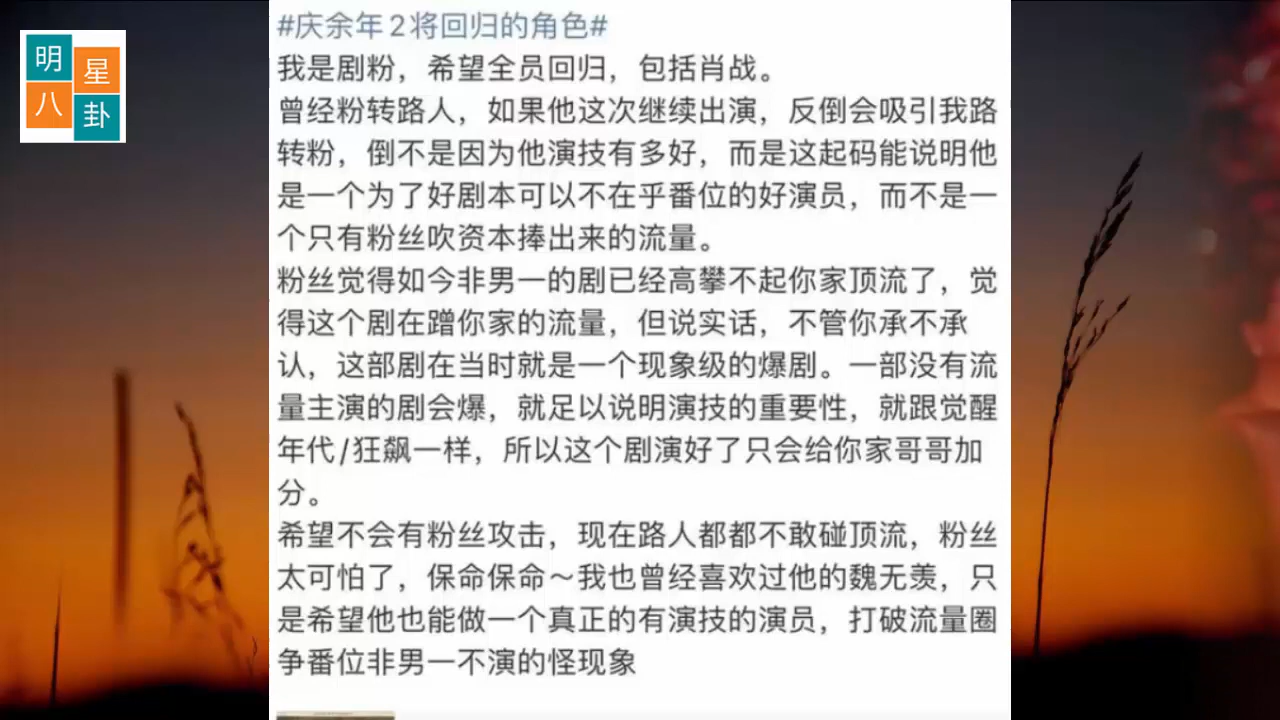 明星
八卦
#庆余年2将回归的角色#
我是剧粉，希望全员回归，包括肖战。
曾经粉转路人，如果他这次继续出演，反倒会吸引我路
转粉，倒不是因为他演技有多好，而是这起码能说明他
是一个为了好剧本可以不在乎番位的好演员，而不是一
个只有粉丝吹资本捧出来的流量。
粉丝觉得如今非男一的剧已经高攀不起你家顶流了，觉
得这个剧在蹭你家的流量，但说实话，不管你承不承
认，这部剧在当时就是一个现象级的爆剧。一部没有流
量主演的剧会爆，就足以说明演技的重要性，就跟觉醒
年代/狂飙一样，所以这个剧演好了只会给你家哥哥加
分。
希望不会有粉丝攻击，现在路人都都不敢碰顶流，粉丝
太可怕了，保命保命～我也曾经喜欢过他的魏无羡，只
是希望他也能做一个真正的有演技的演员，打破流量圈
争番位非男一不演的怪现象